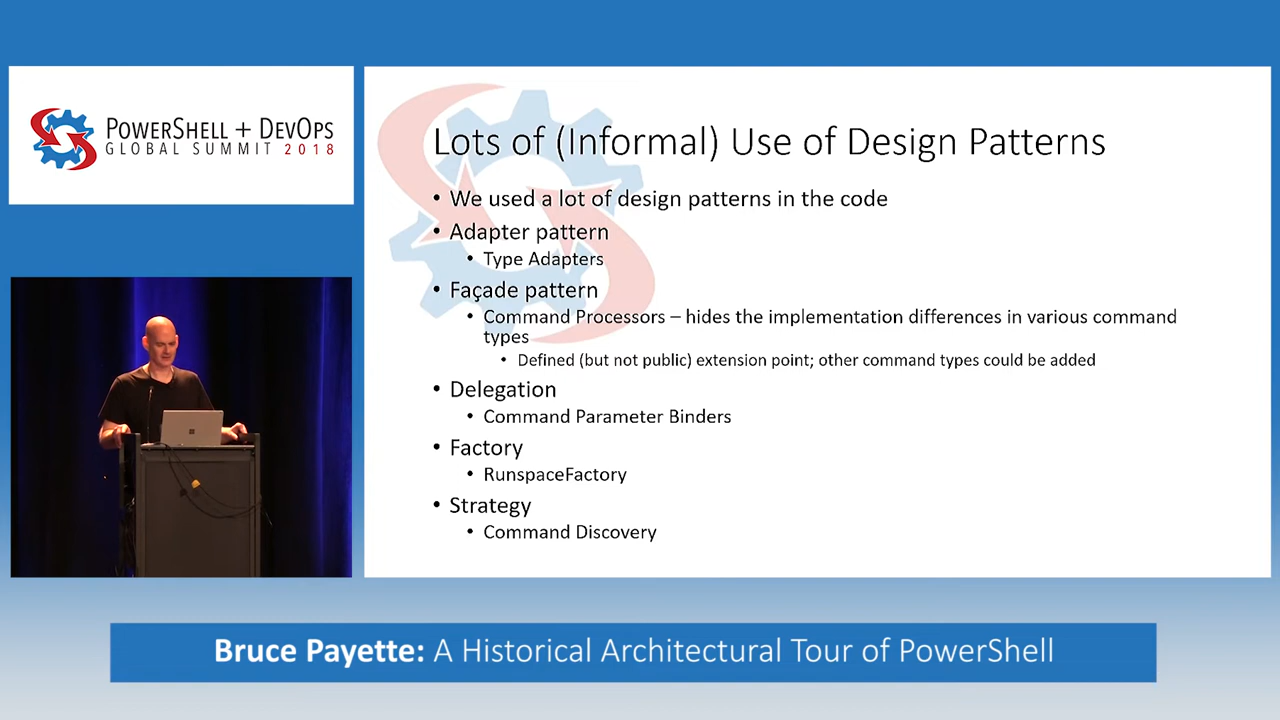 POWERSHELL + DEVOPS
GLOBAL SUMMIT 2018
Lots of (Informal) Use of Design Patterns
• We used a lot of design patterns in the code
• Adapter pattern
• Type Adapters
• Façade pattern
• Command Processors – hides the implementation differences in various command
types
• Defined (but not public) extension point; other command types could be added
• Delegation
• Command Parameter Binders
• Factory
• RunspaceFactory
• Strategy
• Command Discovery
Bruce Payette: A Historical Architectural Tour of PowerShell